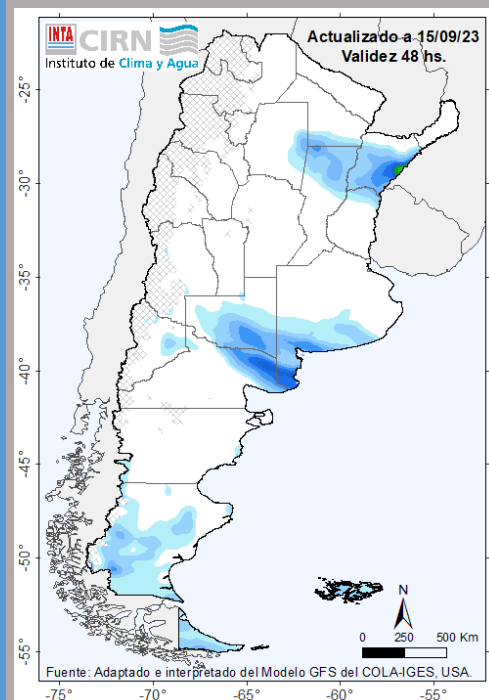 INTA CIRN
Instituto de Clima y Agua
Actualizado a 15/09/23
Validez 48 hs.
-25°
-30°
-35°
-40°
-45°
-50°
-55°
N
0 250 500 Km
Fuente: Adaptado e interpretado del Modelo GFS del COLA-IGES, USA.
-75° -70° -65° -60° -55°